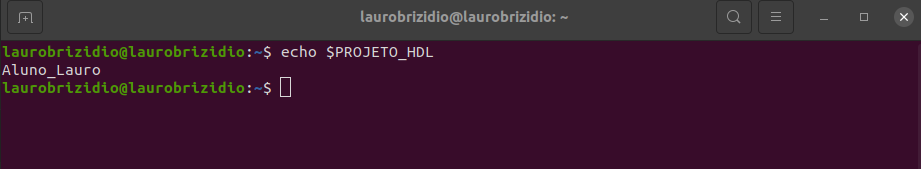 laurobrizidio@laurobrizidio: ~
laurobrizidio@laurobrizidio:~$ echo $PROJETO_HDL
Aluno_Lauro
laurobrizidio@laurobrizidio:~$